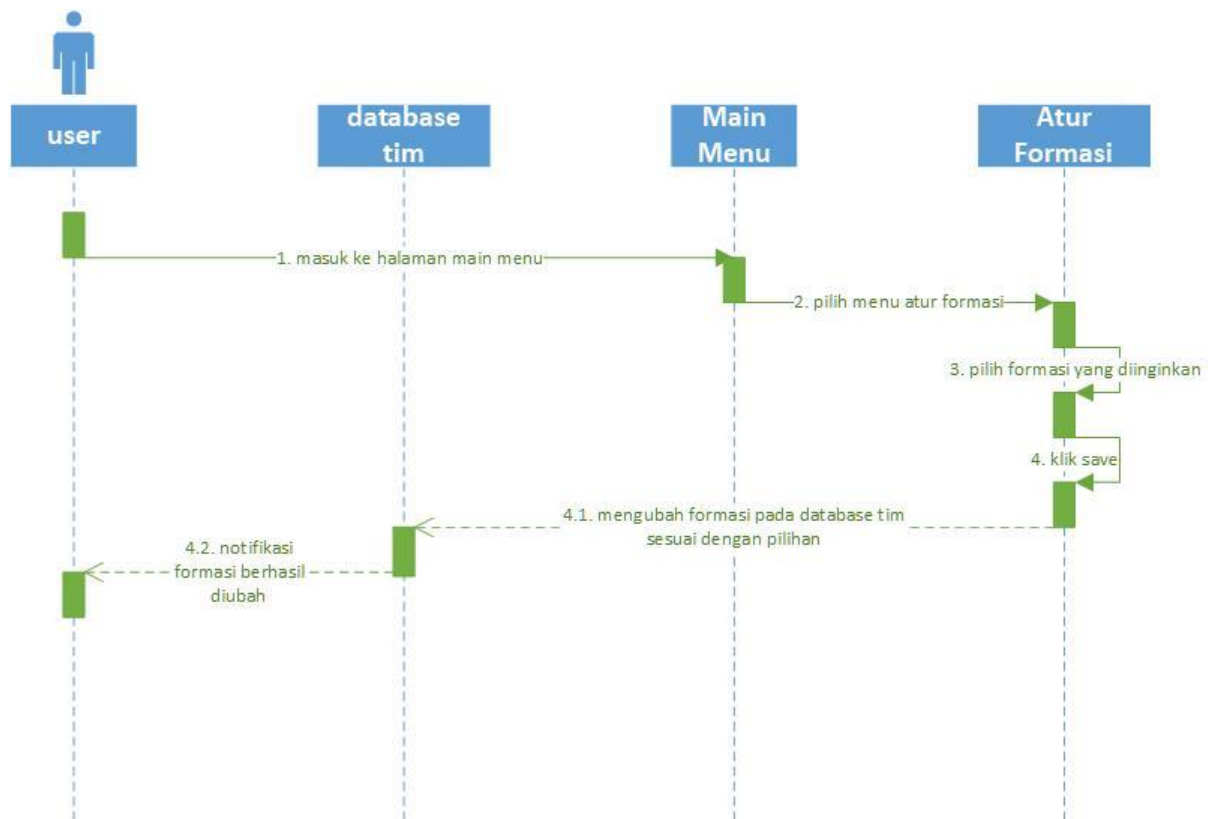 user
database
tim
Main
Menu
Atur
Formasi
1. masuk ke halaman main menu
2. pilih menu atur formasi
3. pilih formasi yang diinginkan
4. klik save
4.1. mengubah formasi pada database tim
sesuai dengan pilihan
4.2. notifikasi
formasi berhasil
diubah